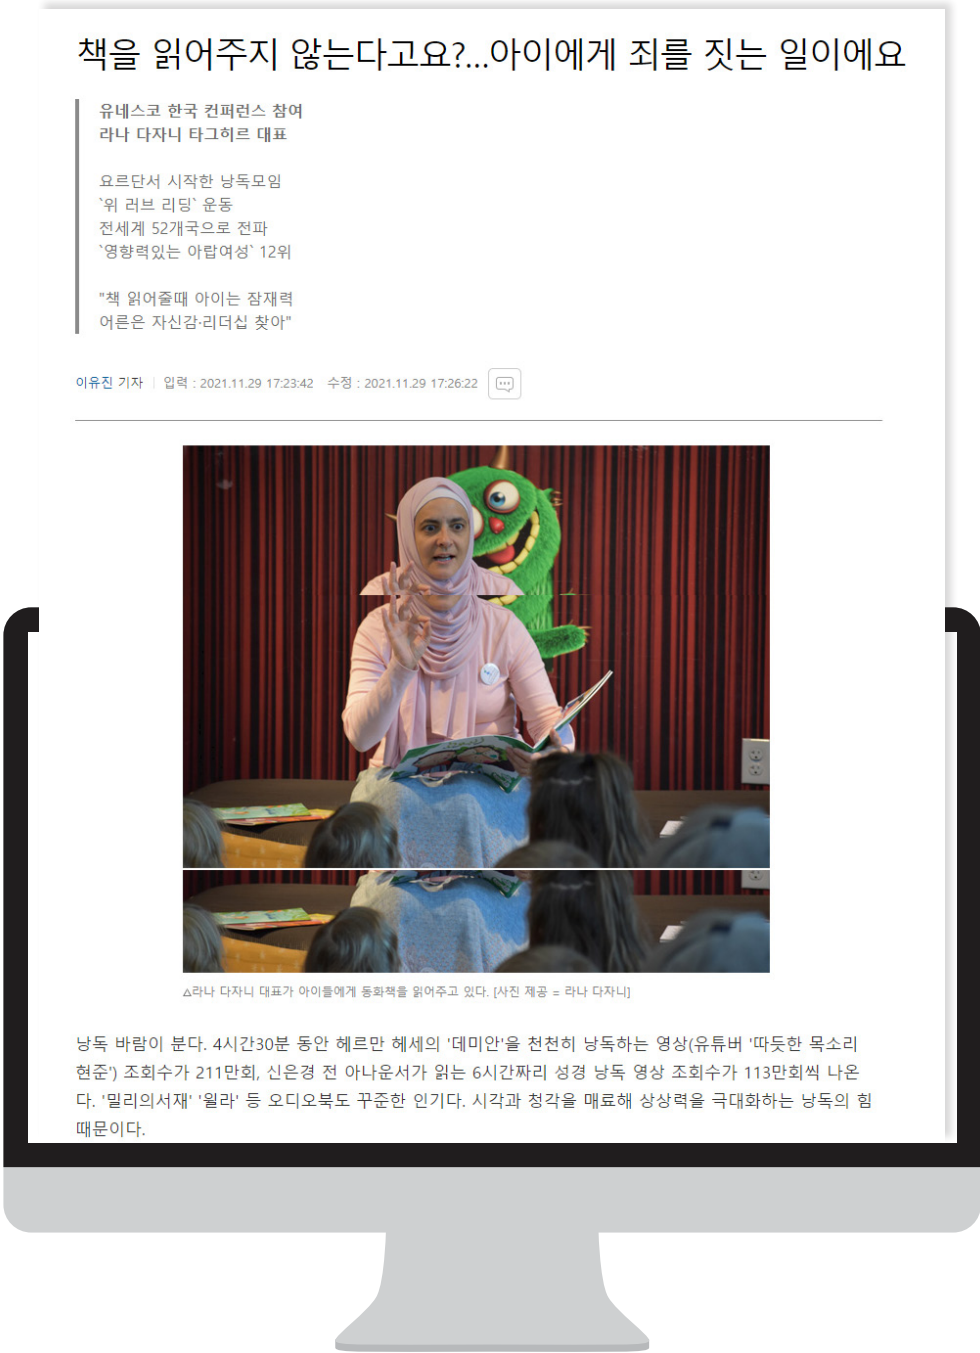 책을 읽어주지 않는다고요?...아이에게 죄를 짓는 일이에요
유네스코 한국 컨퍼런스 참여
라나 다자니 타그히르 대표
요르단서 시작한 낭독모임
`위 러브 리딩` 운동
전세계 52개국으로 전파
`영향력있는 아랍여성` 12위
"책 읽어줄때 아이는 잠재력
어른은 자신감·리더십 찾아"
이유진 기자 | 입력 : 2021.11.29 17:23:42 수정 : 2021.11.29 17:26:22
△라나 다자니 대표가 아이들에게 동화책을 읽어주고 있다. [사진 제공 = 라나 다자니]
낭독 바람이 분다. 4시간30분 동안 헤르만 헤세의 '데미안'을 천천히 낭독하는 영상(유튜버 '따듯한 목소리
현준') 조회수가 211만회, 신은경 전 아나운서가 읽는 6시간짜리 성경 낭독 영상 조회수가 113만회씩 나온
다. '밀리의서재' '윌라' 등 오디오북도 꾸준한 인기다. 시각과 청각을 매료해 상상력을 극대화하는 낭독의 힘
때문이다.